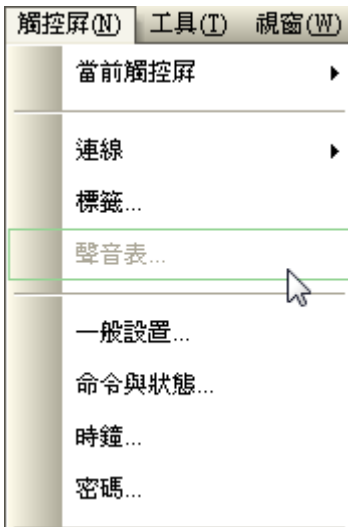 觸控屏(N) 工具(T) 視窗(W)
當前觸控屏
連線
標籤...
聲音表...
一般設置...
命令與狀態...
時鐘...
密碼...